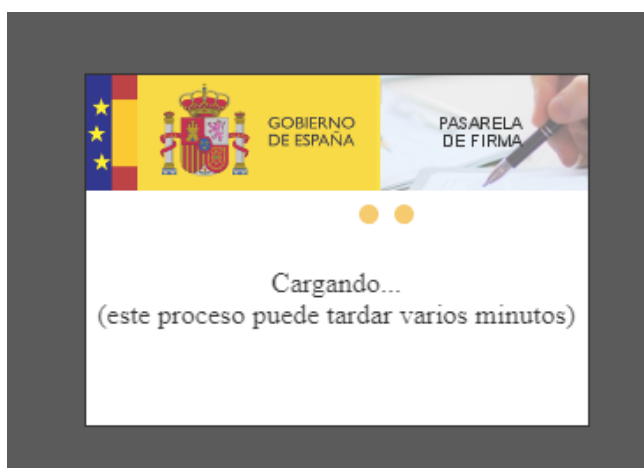 GOBIERNO
DE ESPAÑA
PASARELA
DE FIRMA
Cargando...
(este proceso puede tardar varios minutos)